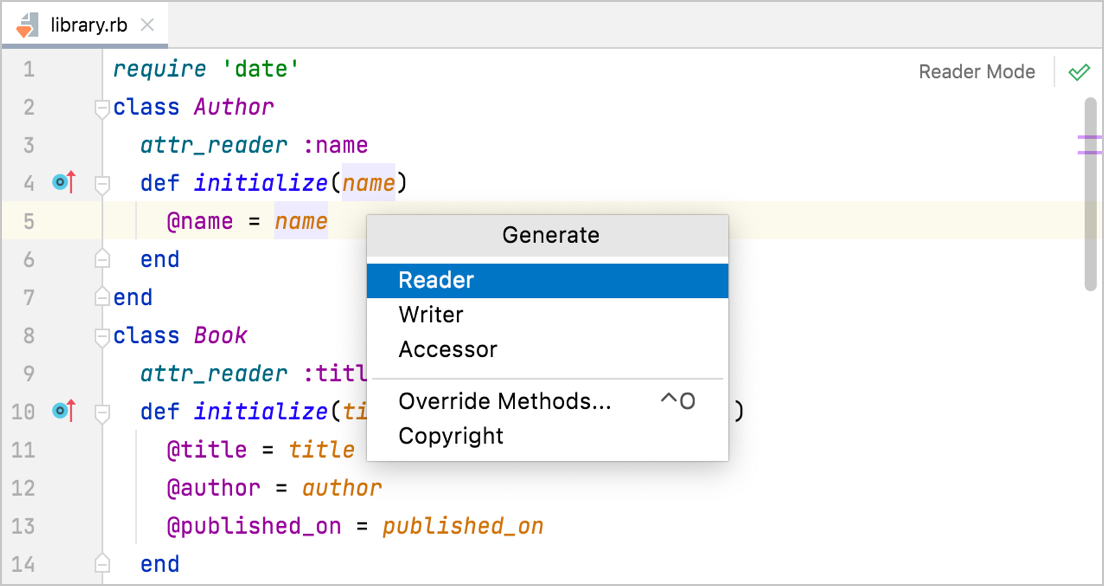 library.rb
Reader Mode
1 require 'date'
2 class Author
3 attr_reader :name
4 def initialize(name)
5 @name = name
6 end
7 end
8 class Book
9 attr_reader :titl
10 def initialize(ti )
11 @title = title
12 @author = author
13 @published_on = published_on
14 end
Generate
Reader
Writer
Accessor
Override Methods... ^O
Copyright